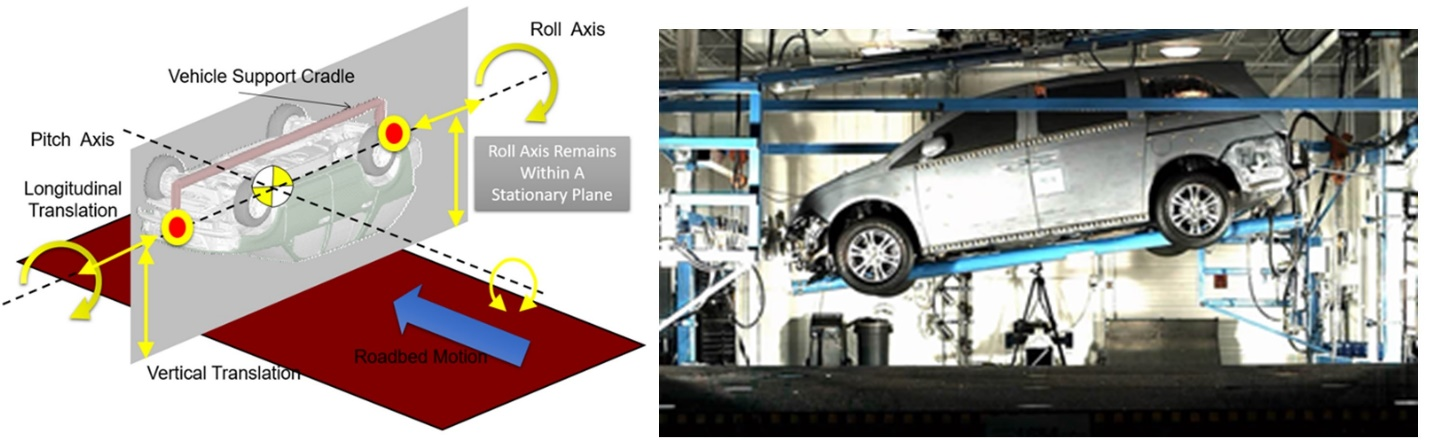 Roll Axis
Vehicle Support Cradle
Pitch Axis
Roll Axis Remains
Within A
Stationary Plane
Longitudinal
Translation
Roadbed Motion
Vertical Translation